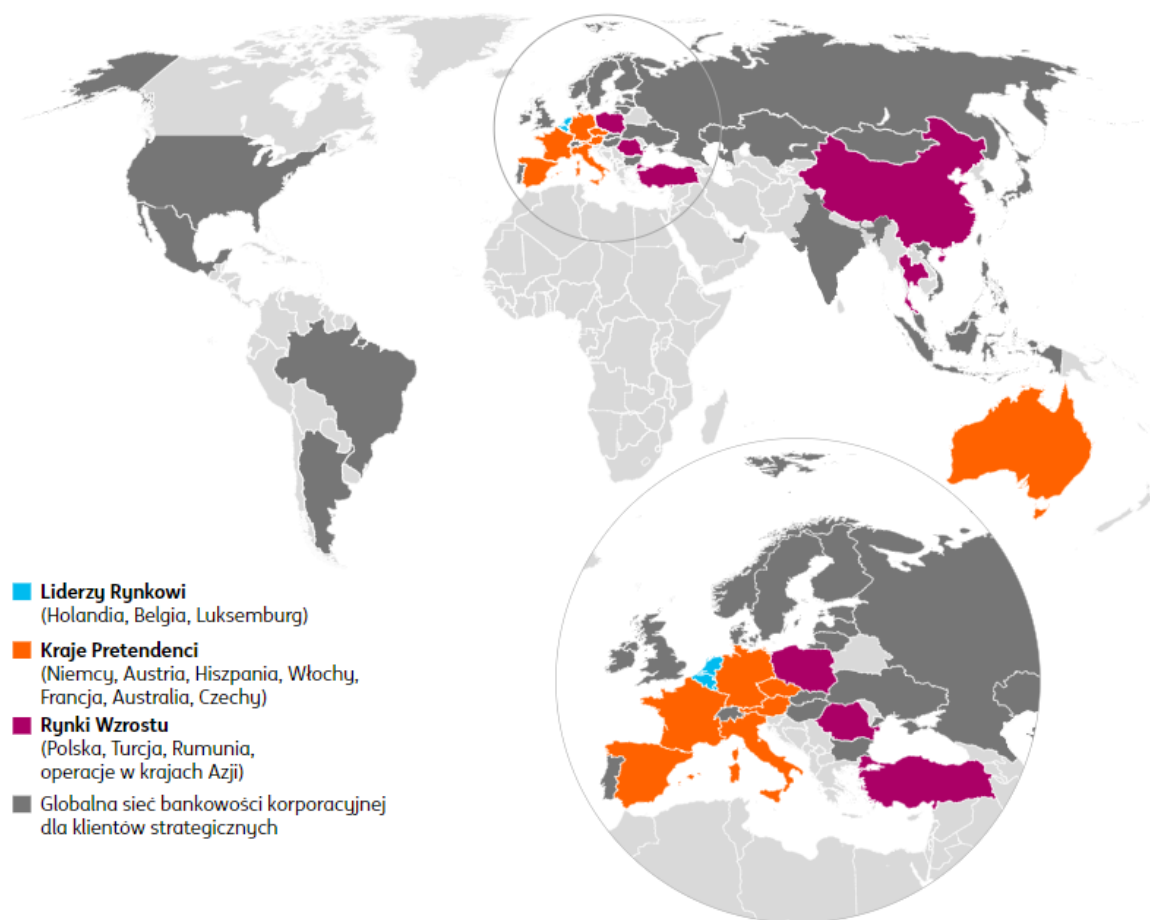 Liderzy Rynkowi
(Holandia, Belgia, Luksemburg)
Kraje Pretendenci
(Niemcy, Austria, Hiszpania, Włochy,
Francja, Australia, Czechy)
Rynki Wzrostu
(Polska, Turcja, Rumunia,
operacje w krajach Azji)
Globalna sieć bankowości korporacyjnej
dla klientów strategicznych